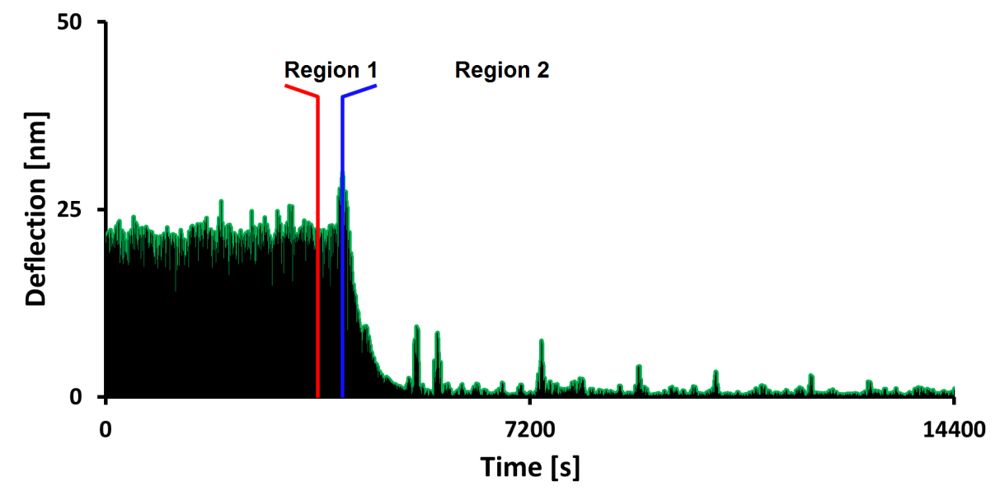 50
Region 1
Region 2
Deflection [nm]
25
0
0
7200
14400
Time [s]